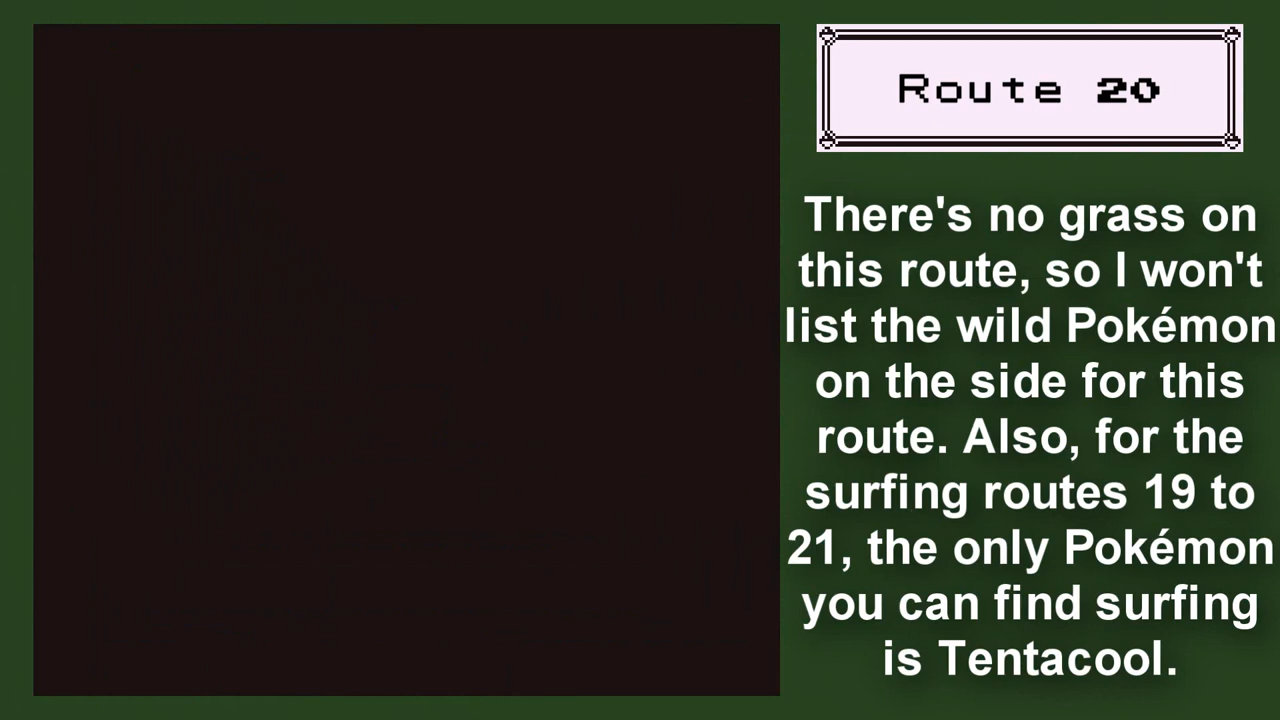 Route 20
There's no grass on
this route, so I won't
list the wild Pokémon
on the side for this
route. Also, for the
surfing routes 19 to
21, the only Pokémon
you can find surfing
is Tentacool.